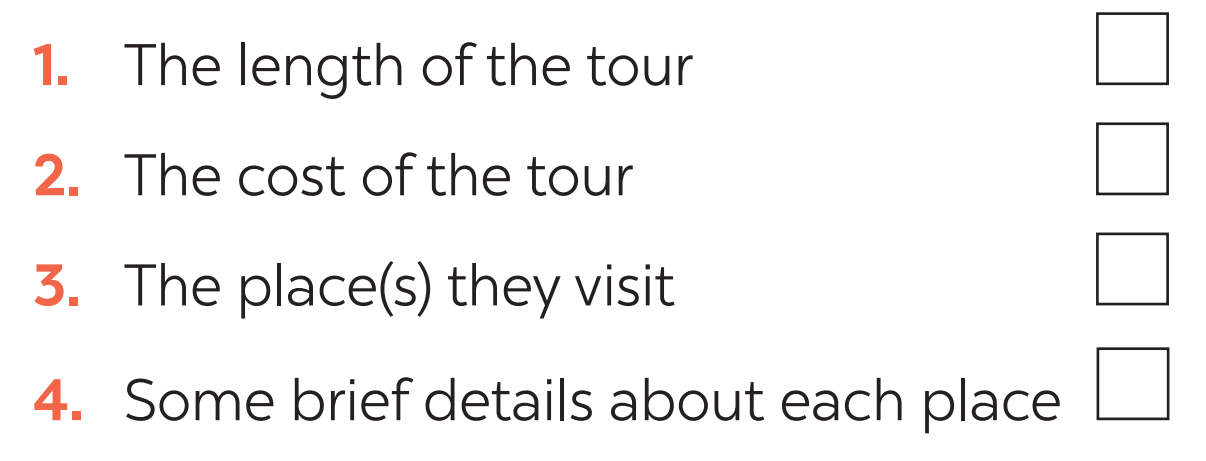 1. The length of the tour
2. The cost of the tour
3. The place(s) they visit
4. Some brief details about each place